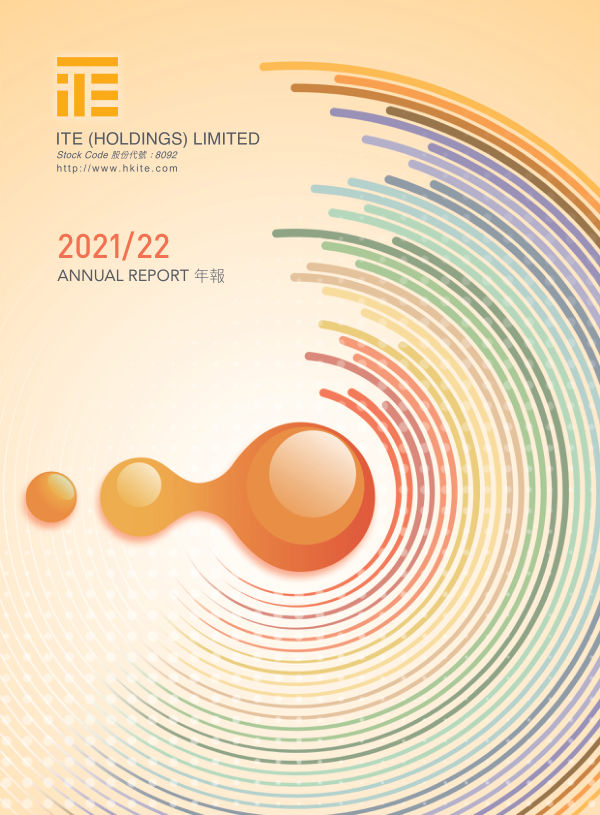 iTE
ITE (HOLDINGS) LIMITED
Stock Code 股份代號 : 8092
http://www.hkite.com
2021/22
ANNUAL REPORT 年報